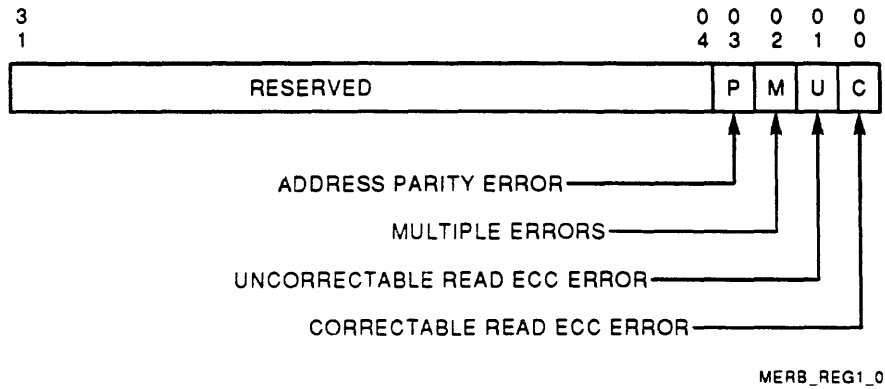 3 0 0 0 0 0
1 4 3 2 1 0
RESERVED P M U C
ADDRESS PARITY ERROR
MULTIPLE ERRORS
UNCORRECTABLE READ ECC ERROR
CORRECTABLE READ ECC ERROR
MERB_REG1_0